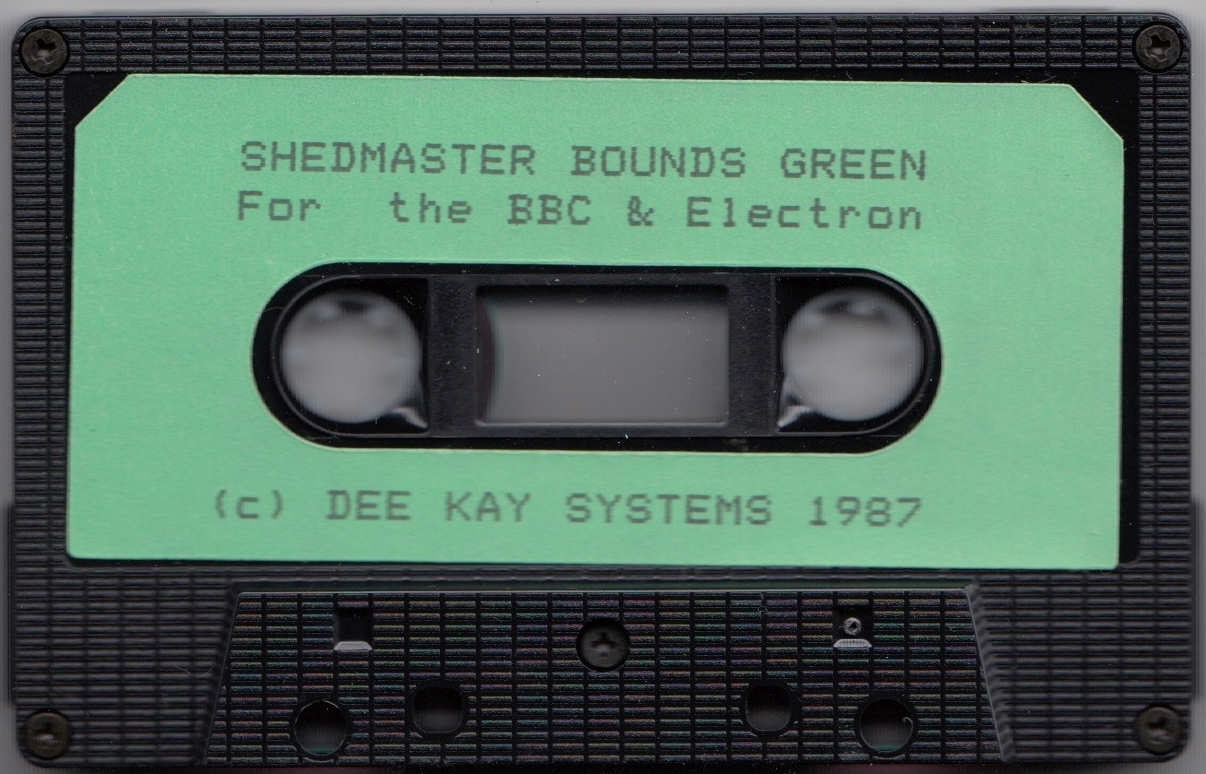 SHEDMASTER BOUNDS GREEN
For the BBC & Electron
(c) DEE KAY SYSTEMS 1987